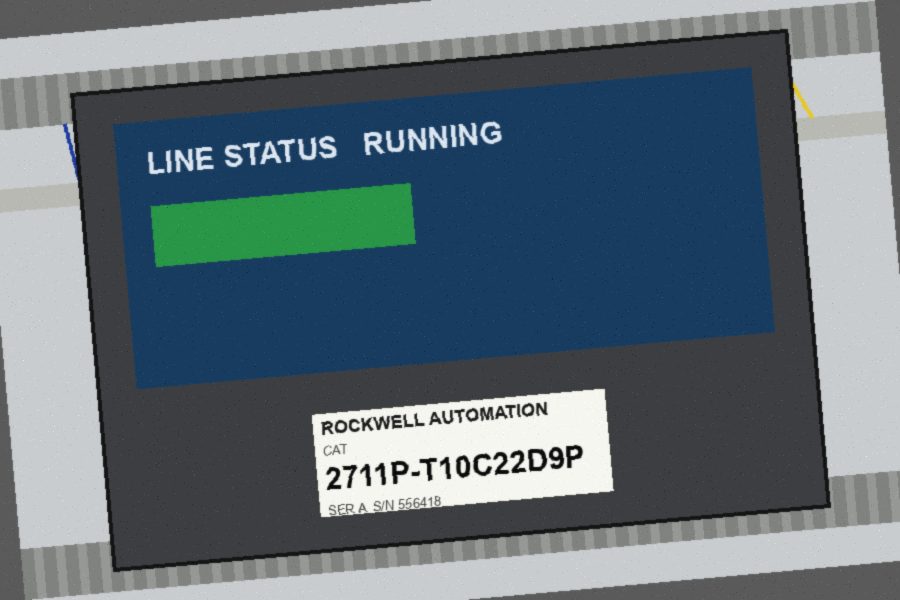 LINE STATUS RUNNING
ROCKWELL AUTOMATION
CAT
2711P-T10C22D9P
SER A S/N 556418